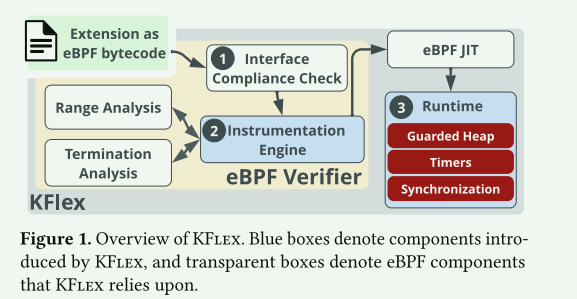 Extension as
eBPF bytecode
1 Interface
Compliance Check
eBPF JIT
Range Analysis
2 Instrumentation
Engine
Termination
Analysis
eBPF Verifier
3 Runtime
Guarded Heap
Timers
Synchronization
KFlex
Figure 1. Overview of KFlex. Blue boxes denote components intro-
duced by KFlex, and transparent boxes denote eBPF components
that KFlex relies upon.